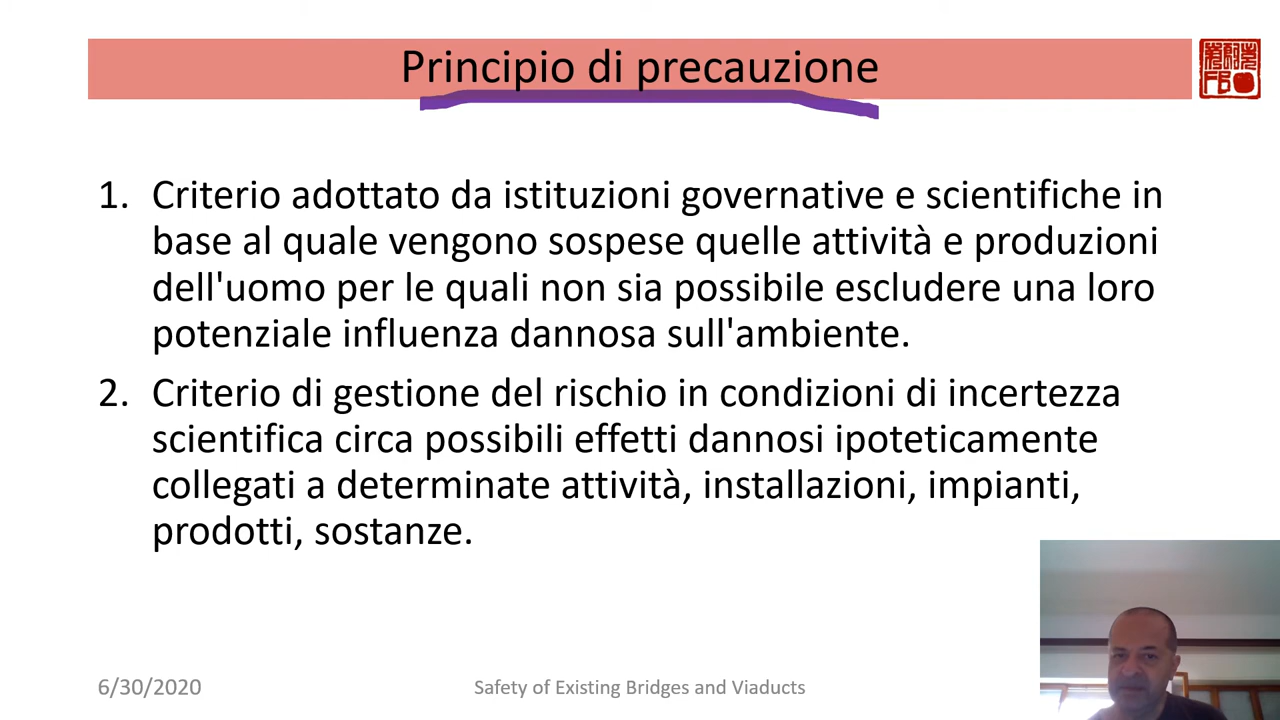 Principio di precauzione
FB
1. Criterio adottato da istituzioni governative e scientifiche in
base al quale vengono sospese quelle attività e produzioni
dell'uomo per le quali non sia possibile escludere una loro
potenziale influenza dannosa sull'ambiente.
2. Criterio di gestione del rischio in condizioni di incertezza
scientifica circa possibili effetti dannosi ipoteticamente
collegati a determinate attività, installazioni, impianti,
prodotti, sostanze.
6/30/2020
Safety of Existing Bridges and Viaducts